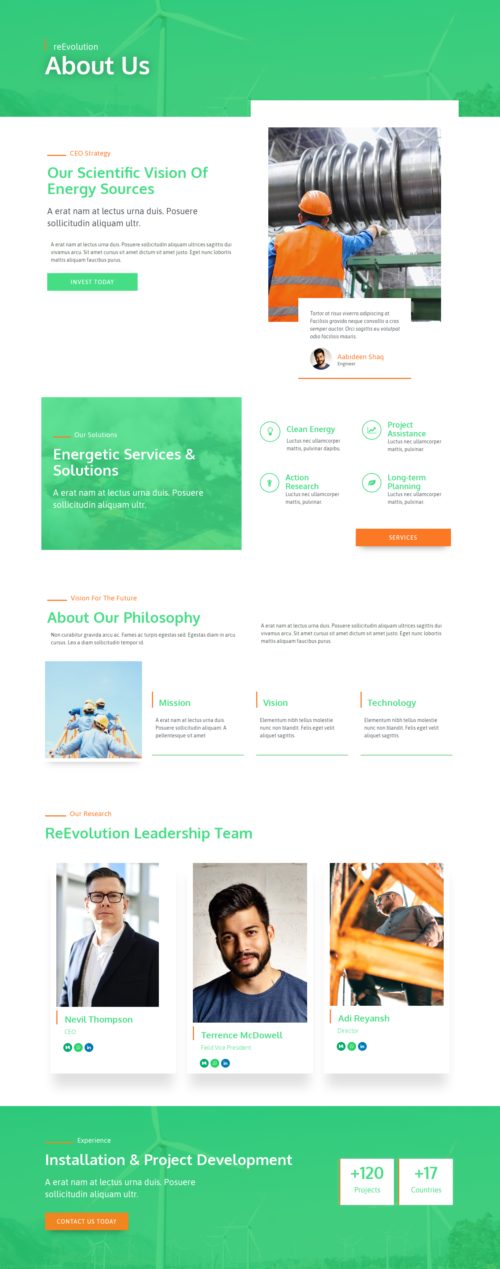 reEvolution
About Us
CEO Strategy
Our Scientific Vision Of
Energy Sources
A erat nam at lectus urna duis. Posuere
sollicitudin aliquam ultr.
A erat nam at lectus urna duis. Posuere sollicitudin aliquam ultrices sagittis dui
vivamus arcu. Sit amet cursus sit amet dictum sit amet justo. Eget nunc lobortis
mattis aliquam faucibus purus.
INVEST TODAY
Tortor at risus viverra adipiscing at
Facilisis gravida neque convallis a cras
semper auctor. Orci sagittis eu volutpat
odio facilisis mauris.
Aabideen Shaq
Engineer
Our Solutions
Energetic Services &
Solutions
A erat nam at lectus urna duis. Posuere
sollicitudin aliquam ultr.
Clean Energy
Luctus nec ullamcorper
mattis, pulvinar dapibu.
Project
Assistance
Luctus nec ullamcorper
mattis, pulvinar.
Action
Research
Luctus nec ullamcorper
mattis, pulvinar.
Long-term
Planning
Luctus nec ullamcorper
mattis, pulvinar.
SERVICES
Vision For The Future
About Our Philosophy
Non curabitur gravida arcu ac. Fames ac turpis egestas sed. Egestas diam in arcu
cursus. Leo a diam sollicitudin tempor id.
A erat nam at lectus urna duis. Posuere sollicitudin aliquam ultrices sagittis dui
vivamus arcu. Sit amet cursus sit amet dictum sit amet justo. Eget nunc lobortis
mattis aliquam faucibus purus.
Mission
A erat nam at lectus urna duis.
Posuere sollicitudin aliquam. A
pellentesque sit amet
Vision
Elementum nibh tellus molestie
nunc non blandit. Felis eget velit
aliquet sagittis.
Technology
Elementum nibh tellus molestie
nunc non blandit. Felis eget velit
aliquet sagittis.
Our Research
ReEvolution Leadership Team
Nevil Thompson
CEO
Terrence McDowell
Field Vice President
Adi Reyansh
Director
Experience
Installation & Project Development
A erat nam at lectus urna duis. Posuere
sollicitudin aliquam ultr.
CONTACT US TODAY
+120
Projects
+17
Countries